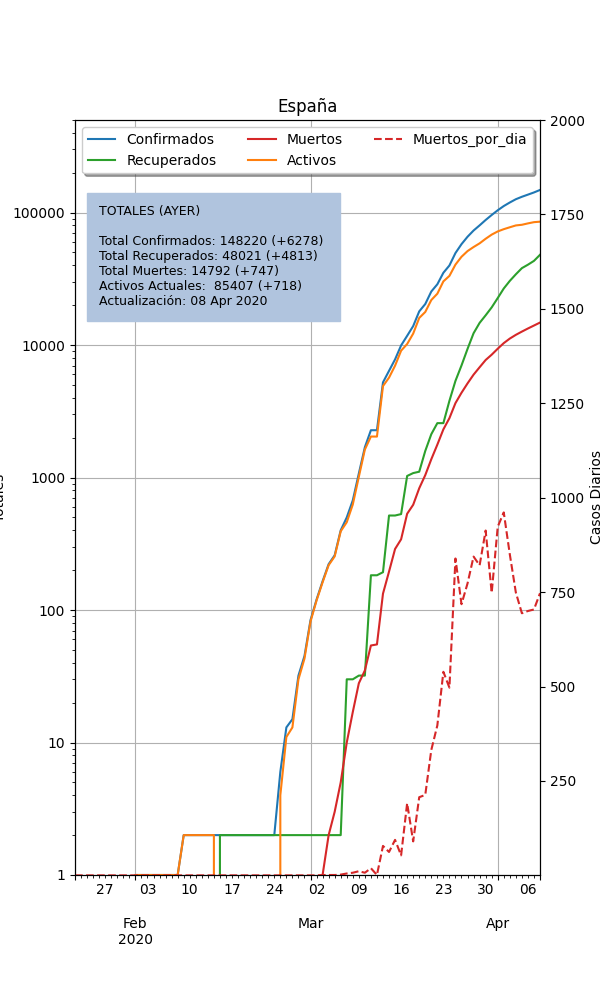 España
Confirmados
Recuperados
Muertos
Activos
Muertos_por_dia
TOTALES (AYER)
Total Confirmados: 148220 (+6278)
Total Recuperados: 48021 (+4813)
Total Muertes: 14792 (+747)
Activos Actuales:  85407 (+718)
Actualización: 08 Apr 2020
100000
10000
1000
100
10
1
2000
1750
1500
1250
1000
750
500
250
Casos Diarios
27 03 10 17 24 02 09 16 23 30 06
Feb Mar Apr
2020